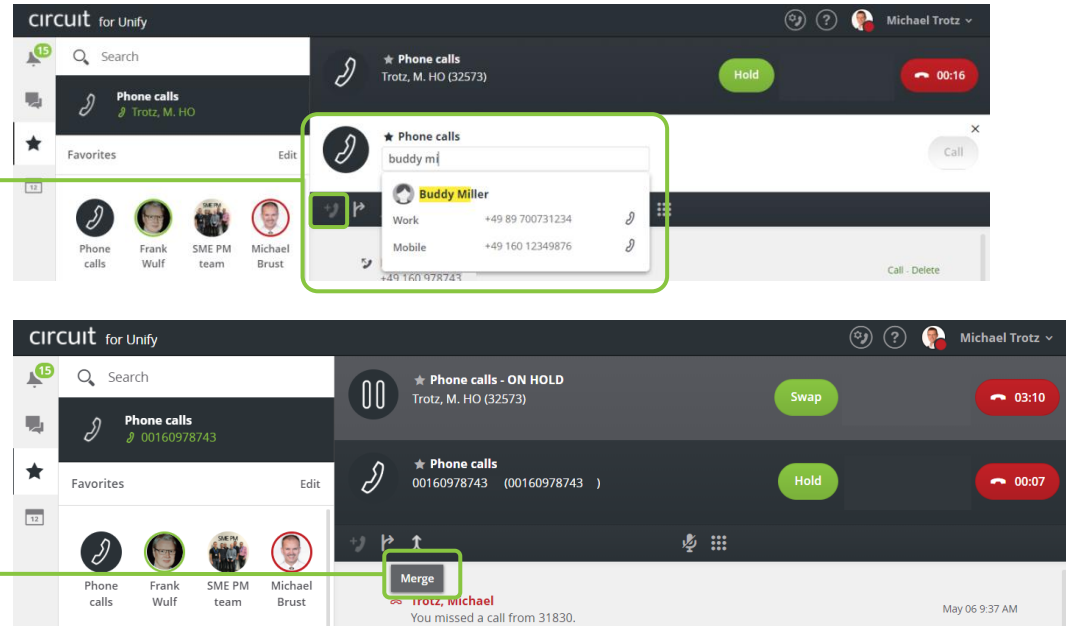 circuit for Unify
Michael Trotz
15
Search
Phone calls
Trotz, M. HO
Favorites Edit
12
Phone calls
Frank Wulf
SME PM team
Michael Brust
Phone calls
Trotz, M. HO (32573)
Hold
00:16
Phone calls
buddy mi
Call
Buddy Miller
Work +49 89 700731234
Mobile +49 160 12349876
+49 160 978743
Call - Delete
circuit for Unify
Michael Trotz
15
Search
Phone calls
00160978743
Favorites Edit
12
Phone calls
Frank Wulf
SME PM team
Michael Brust
Phone calls - ON HOLD
Trotz, M. HO (32573)
Swap
03:10
Phone calls
00160978743 (00160978743 )
Hold
00:07
Merge
Trotz, Michael
You missed a call from 31830.
May 06 9:37 AM